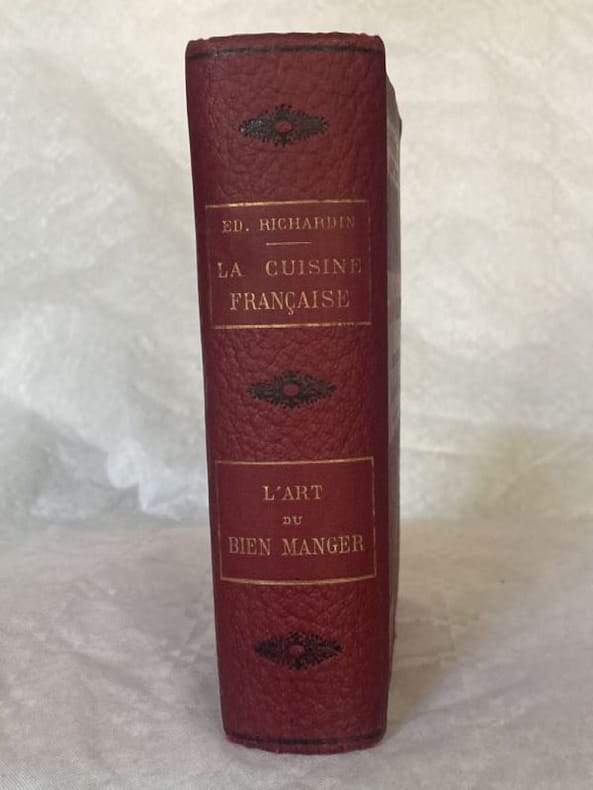 ED. RICHARDIN
LA CUISINE
FRANÇAISE
L'ART
DU
BIEN MANGER